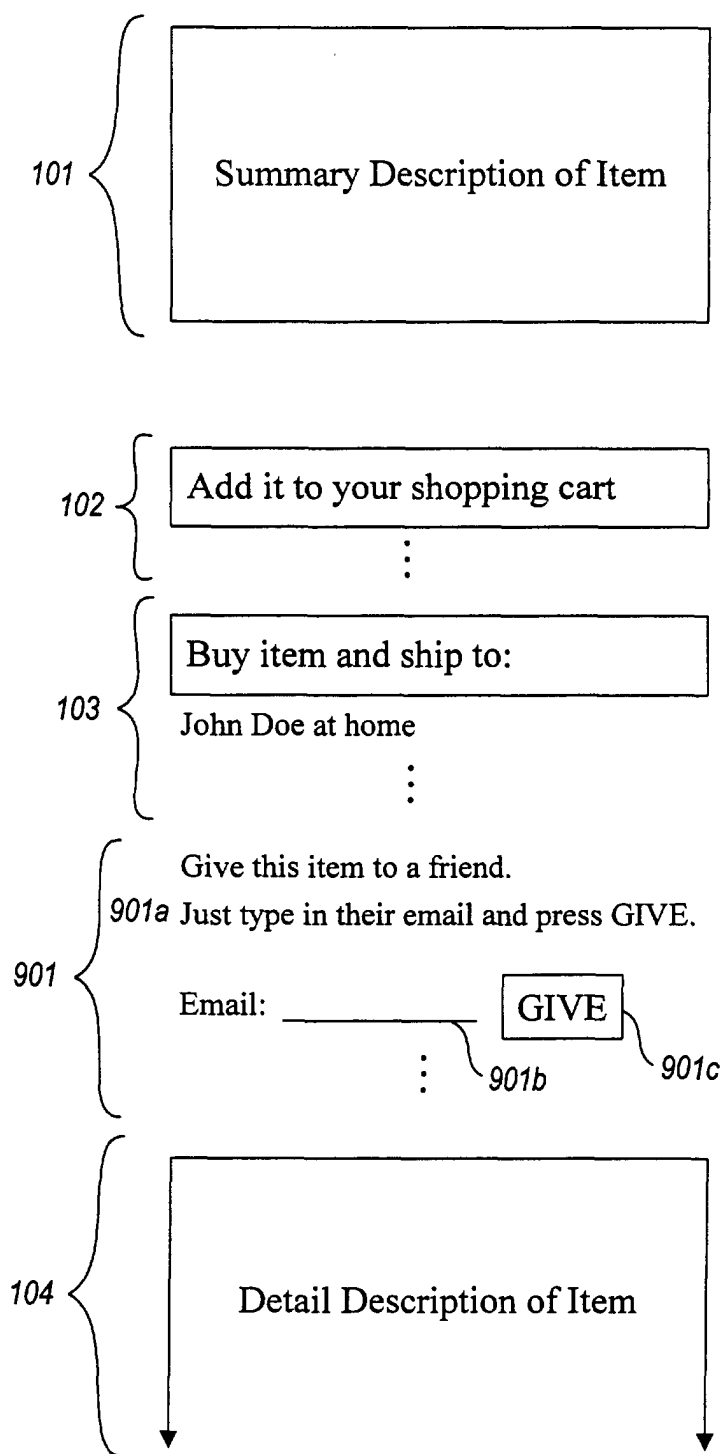 101
Summary Description of Item
102
Add it to your shopping cart
103
Buy item and ship to:
John Doe at home
901
Give this item to a friend.
901a Just type in their email and press GIVE.
Email: GIVE
901b
901c
104
Detail Description of Item